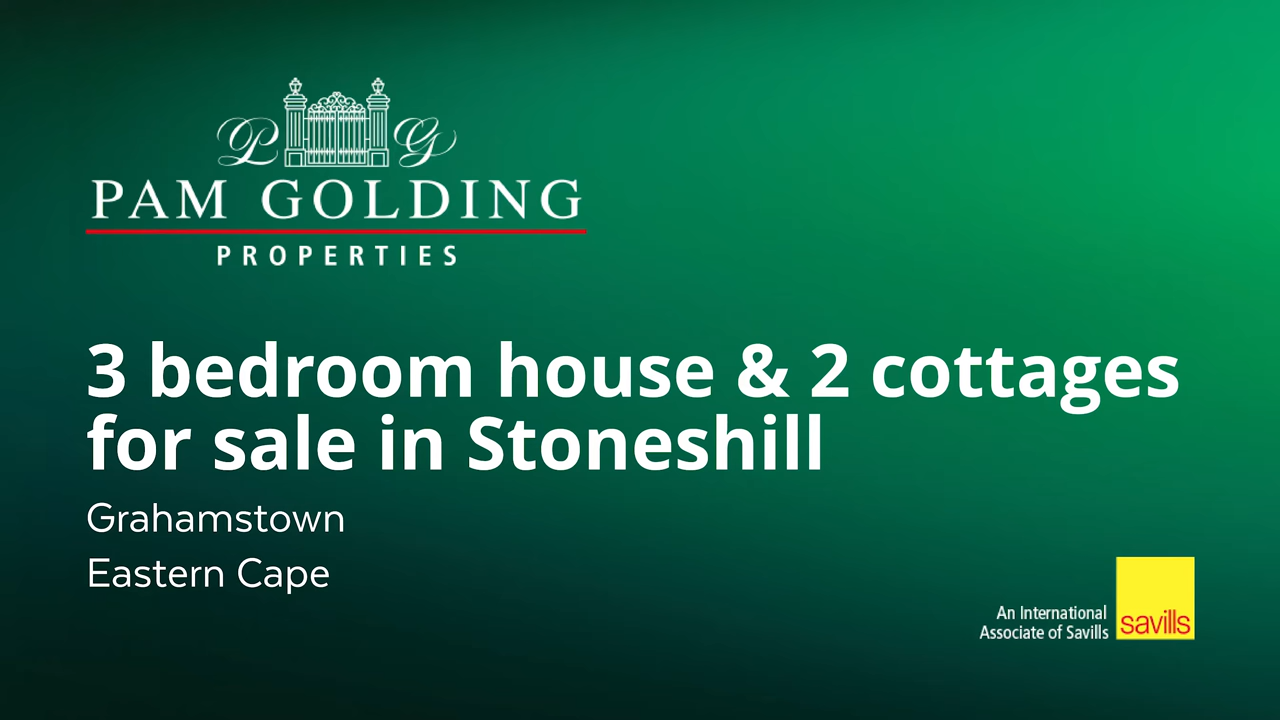 P G
PAM GOLDING
PROPERTIES
3 bedroom house & 2 cottages
for sale in Stoneshill
Grahamstown
Eastern Cape
An International
Associate of Savills
savills